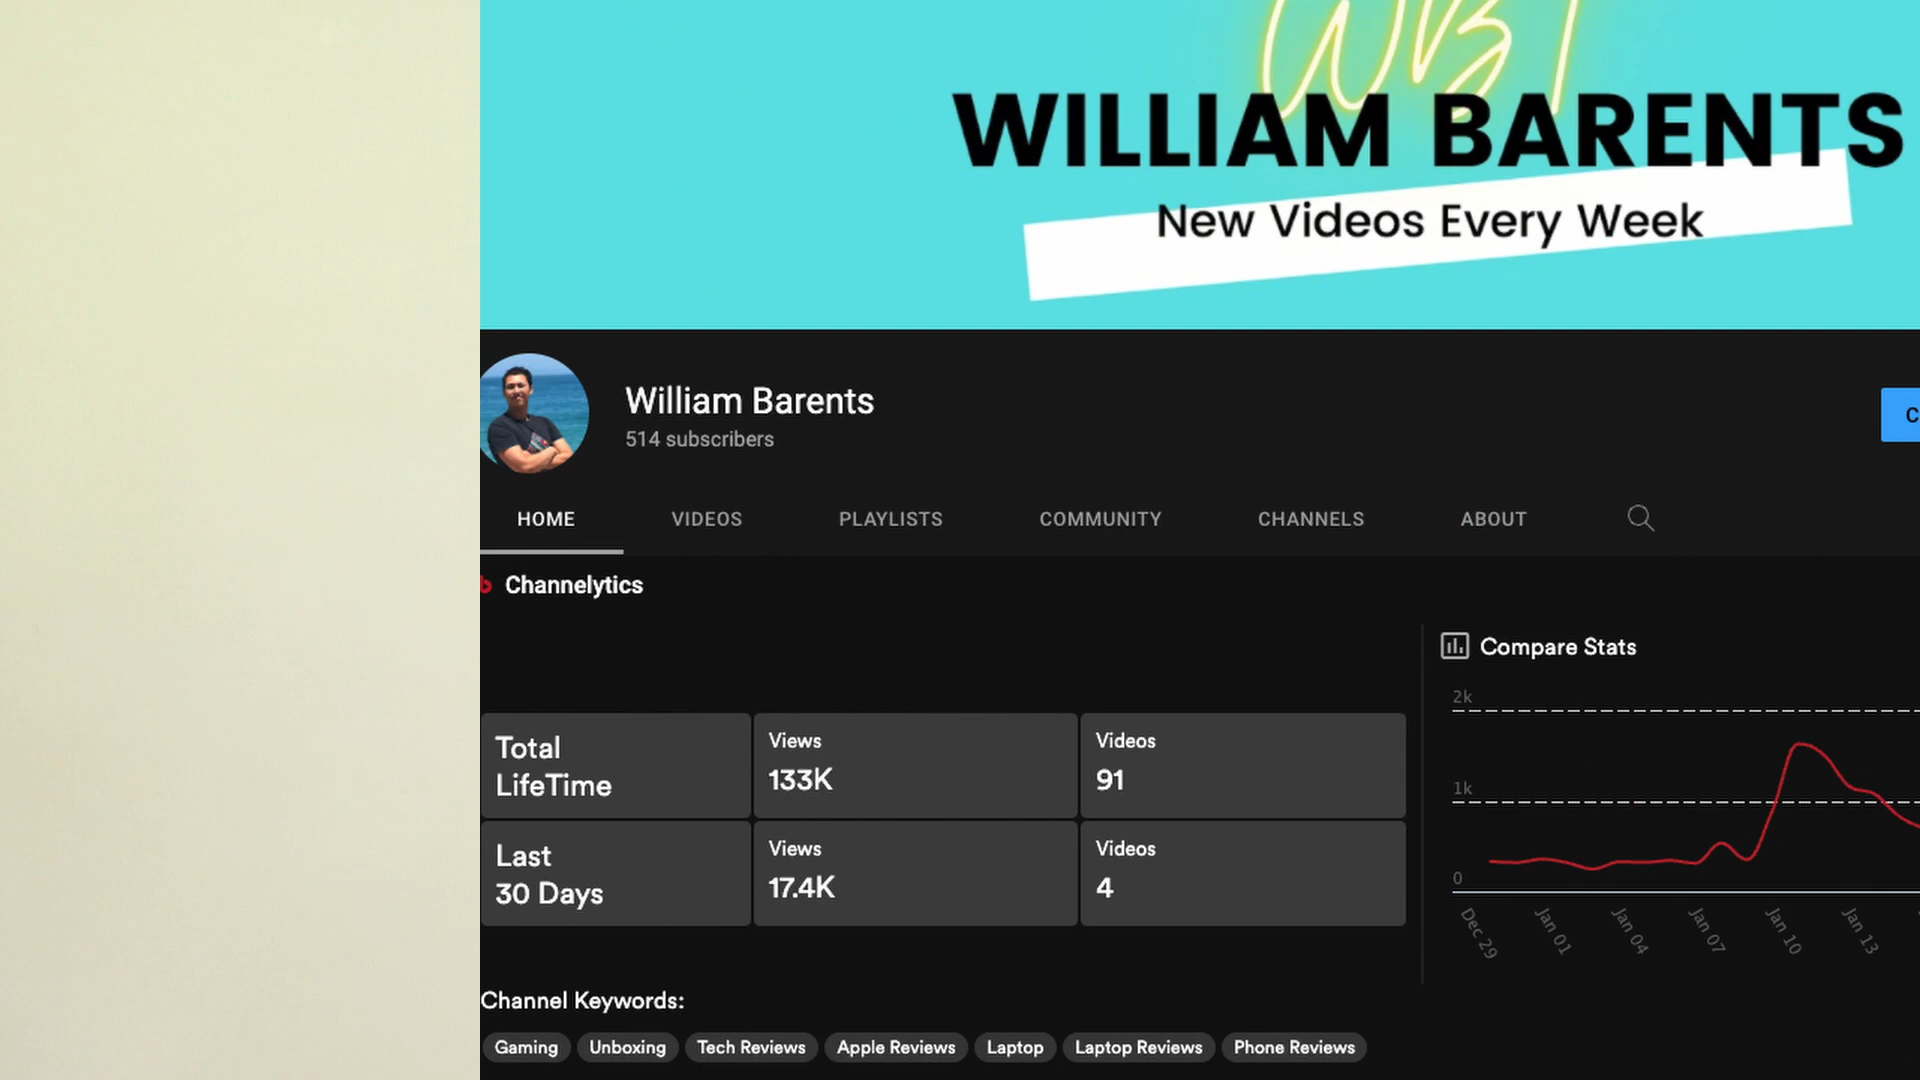 WBT
WILLIAM BARENTS
New Videos Every Week
William Barents
514 subscribers
C
HOME VIDEOS PLAYLISTS COMMUNITY CHANNELS ABOUT
b Channelytics
Compare Stats
2k
1k
0
Dec 29 Jan 01 Jan 04 Jan 07 Jan 10 Jan 13
Total LifeTime
Views
133K
Videos
91
Last 30 Days
Views
17.4K
Videos
4
Channel Keywords:
Gaming Unboxing Tech Reviews Apple Reviews Laptop Laptop Reviews Phone Reviews